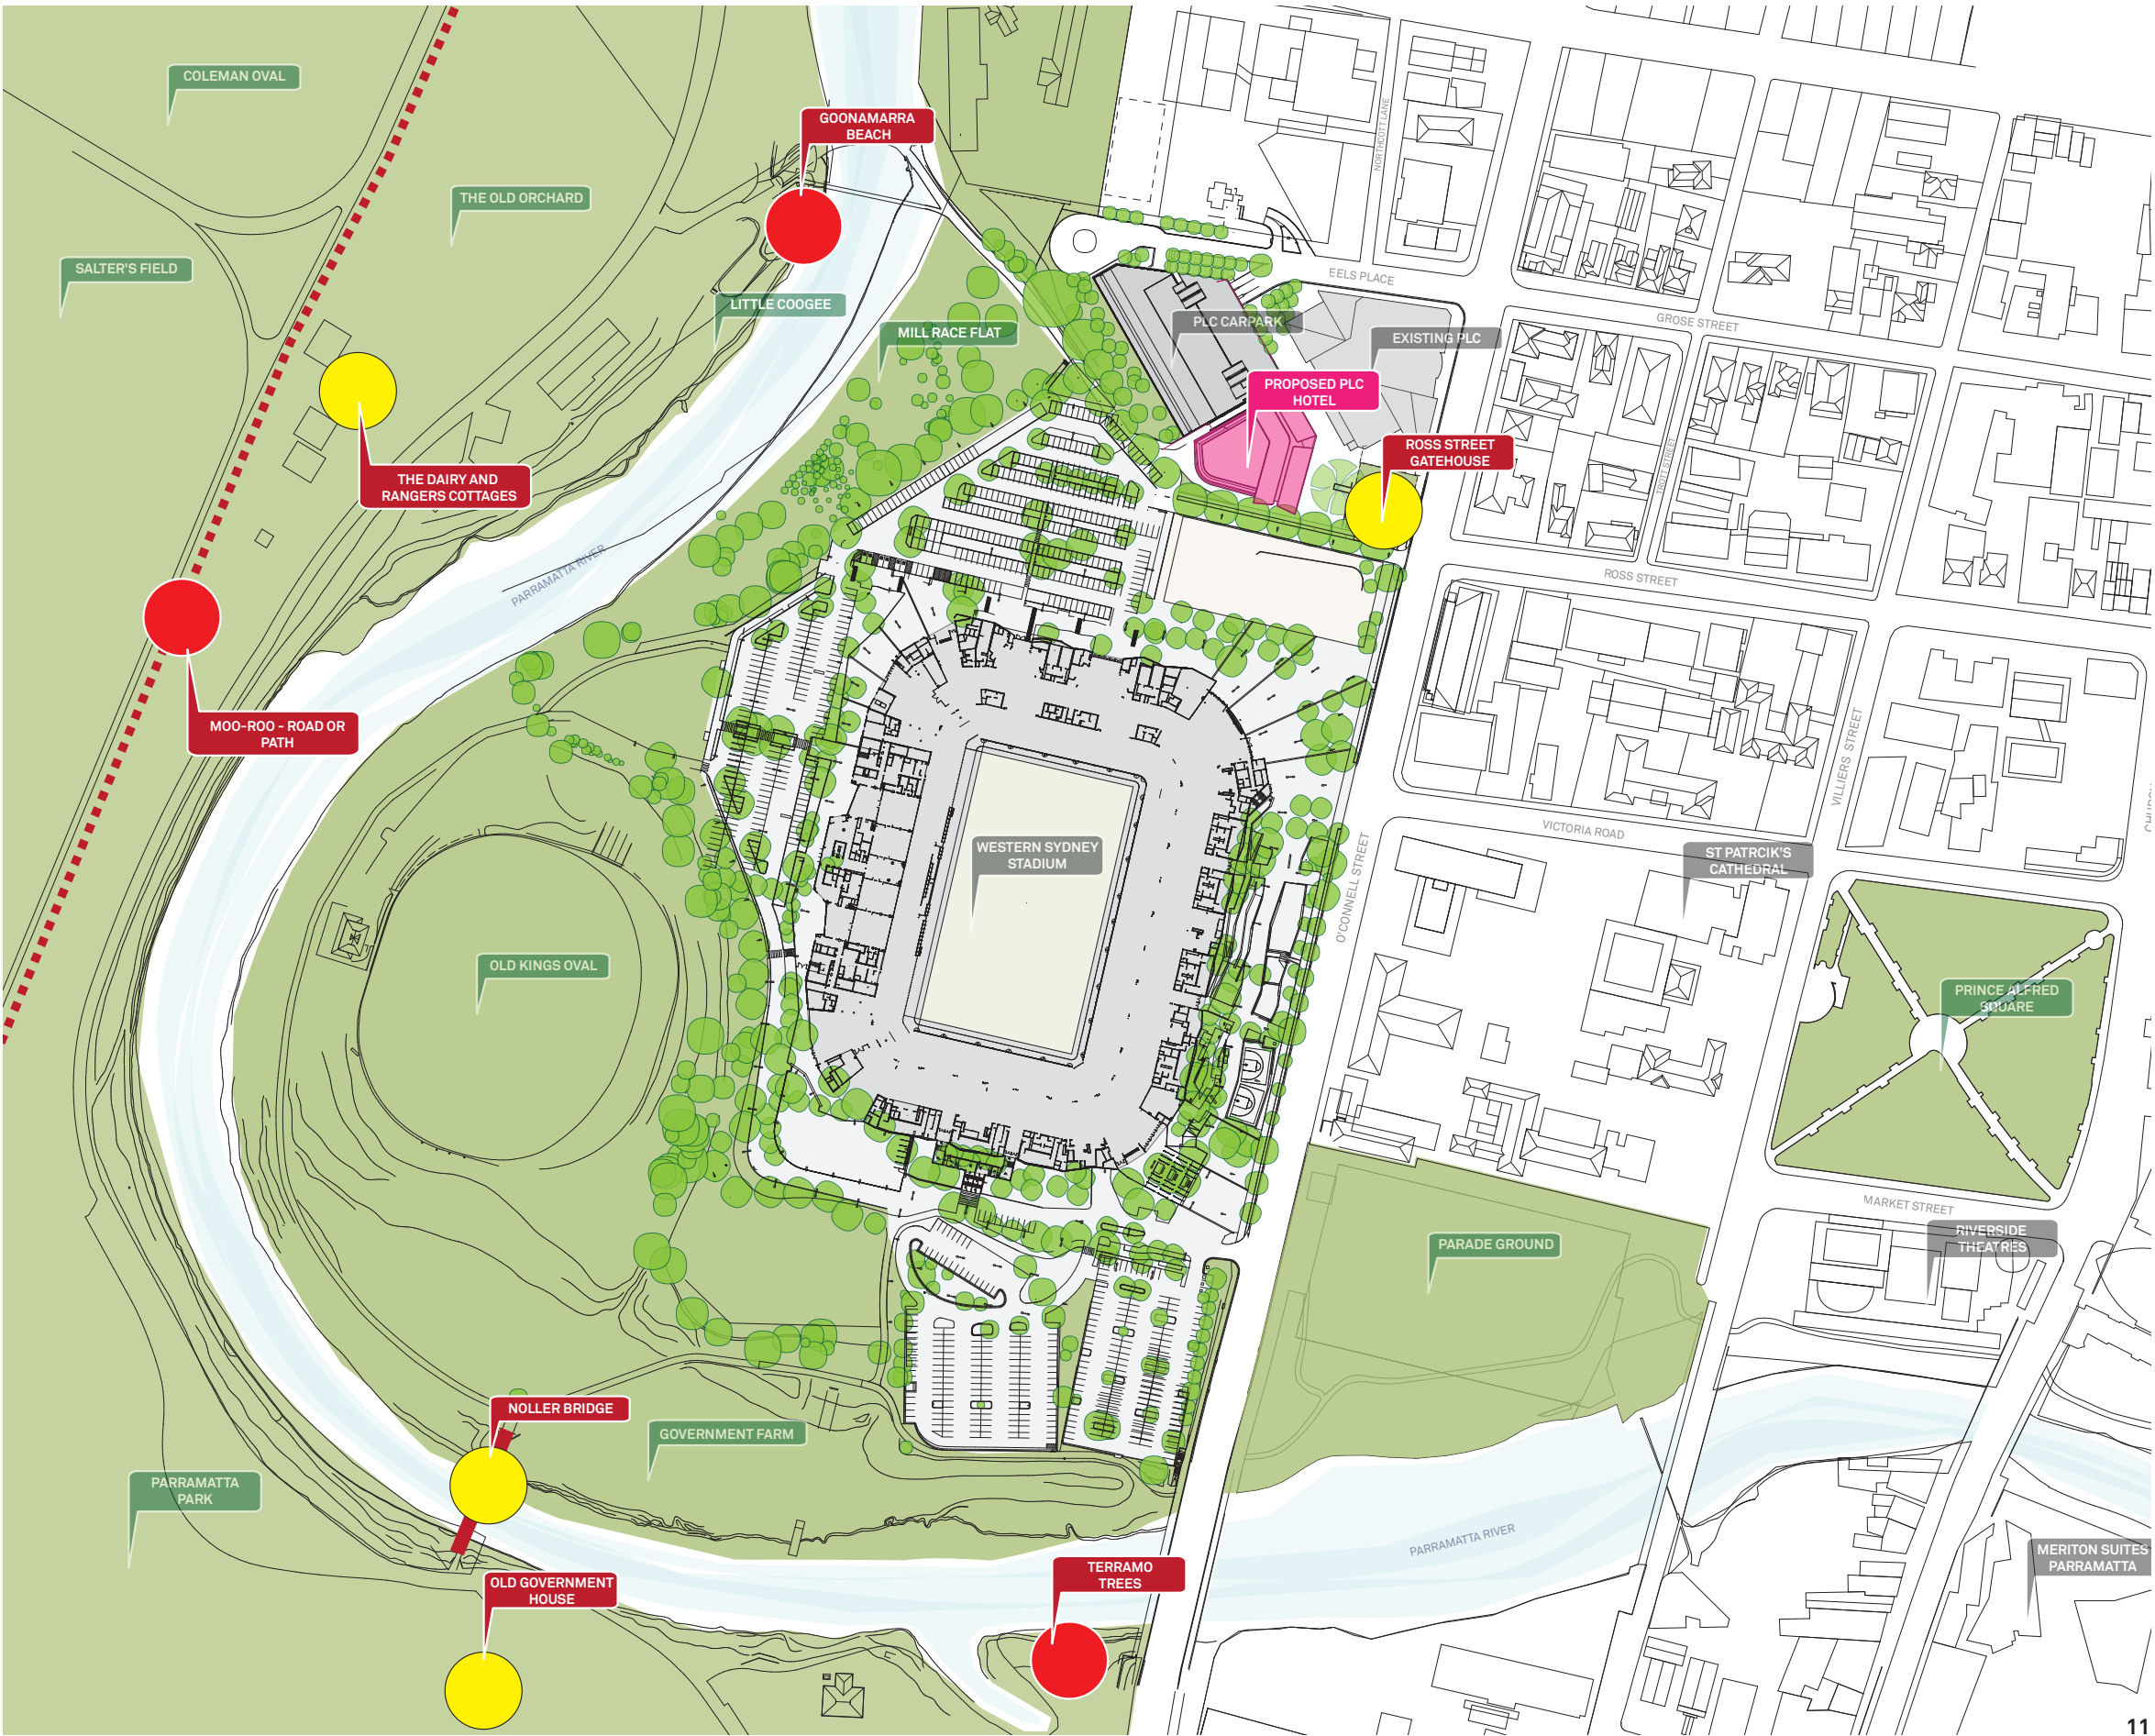 COLEMAN OVAL
GOONAMARRA
BEACH
NORTHCOTT LANE
THE OLD ORCHARD
SALTER'S FIELD
EELS PLACE
LITTLE COOGEE
MILL RACE FLAT
PLC CARPARK
GROSE STREET
EXISTING PLC
PROPOSED PLC
HOTEL
ROSS STREET
GATEHOUSE
THE DAIRY AND
RANGERS COTTAGES
TROTT STREET
PARRAMATTA RIVER
ROSS STREET
MOO-ROO - ROAD OR
PATH
VILLIERS STREET
VICTORIA ROAD
WESTERN SYDNEY
STADIUM
O'CONNELL STREET
ST PATRCIK'S
CATHEDRAL
OLD KINGS OVAL
PRINCE ALFRED
SQUARE
MARKET STREET
RIVERSIDE
THEATRES
PARADE GROUND
NOLLER BRIDGE
GOVERNMENT FARM
PARRAMATTA
PARK
PARRAMATTA RIVER
MERITON SUITES
PARRAMATTA
TERRAMO
TREES
OLD GOVERNMENT
HOUSE
11